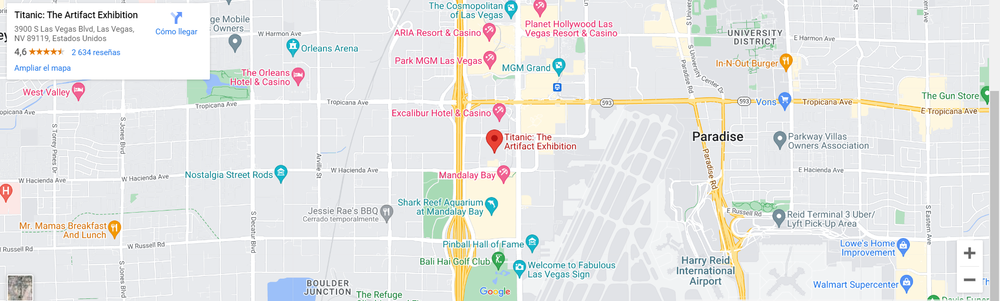 Titanic: The Artifact Exhibition
3900 S Las Vegas Blvd, Las Vegas,
NV 89119, Estados Unidos
4,6
2 634 reseñas
Ampliar el mapa
Cómo llegar
ge Mobile
Owners...
The Cosmopolitan
of Las Vegas
Planet Hollywood Las
Vegas Resort & Casino
ARIA Resort & Casino
Ln
S Univers
r St
ern Ave
W Harmon Ave
UNIVERSITY
DISTRICT
E Harmon Ave
Orleans Arena
Park MGM Las Vegas
MGM Grand
In-N-Out Burger
S University Center Dr
Paradise Rd
The Orleans
Hotel & Casino
West Valley
Tropicana Ave
Tropicana Ave
593
593
Vons
Tropicana Ave
The Gun Store
E Tropicana Ave
opicana Ave
Excalibur Hotel & Casino
S Torrey Pines Dr
S Jones Blvd
Titanic: The
Artifact Exhibition
Paradise
Parkway Villas
Owners Association
Arville St
Paradise Rd
Nostalgia Street Rods
W Hacienda Ave
W Hacienda Ave
W Hacienda Ave
Mandalay Bay
E Hacienda Ave
H
Shark Reef Aquarium
at Mandalay Bay
Jessie Rae's BBQ
Cerrado temporalmente
E Russell Rd
Reid Terminal 3 Uber/
Lyft Pick-Up Area
S Decatur Blvd
S Eastern Ave
Mr. Mamas Breakfast
And Lunch
W Russell Rd
Russell Rd
Pinball Hall of Fame
Lowe's Home
Improvement
S Jones Blvd
Bali Hai Golf Club
Welcome to Fabulous
Las Vegas Sign
Harry Reid
International
Airport
BOULDER
JUNCTION
The Refuge
Google
Walmart Supercenter
Th